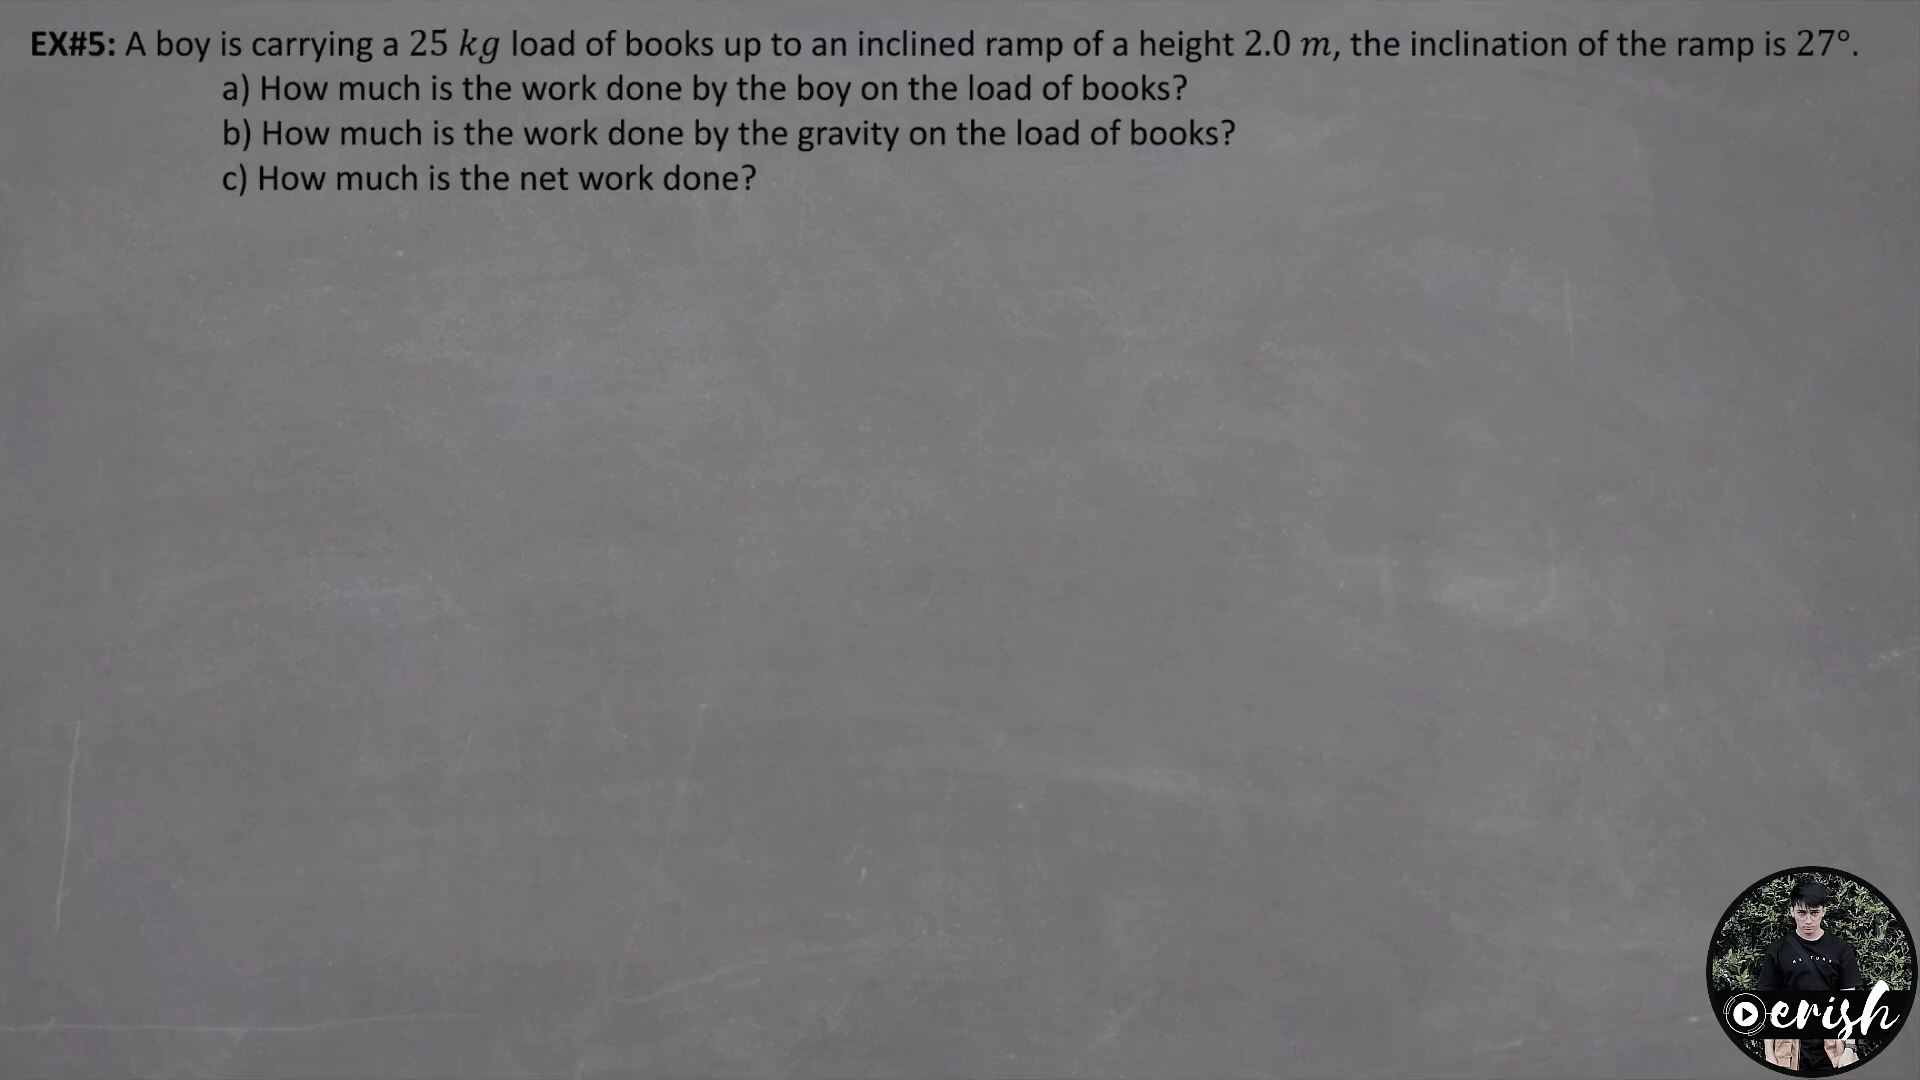 EX#5: A boy is carrying a 25 kg load of books up to an inclined ramp of a height 2.0 m, the inclination of the ramp is 27°.
a) How much is the work done by the boy on the load of books?
b) How much is the work done by the gravity on the load of books?
c) How much is the net work done?
erish